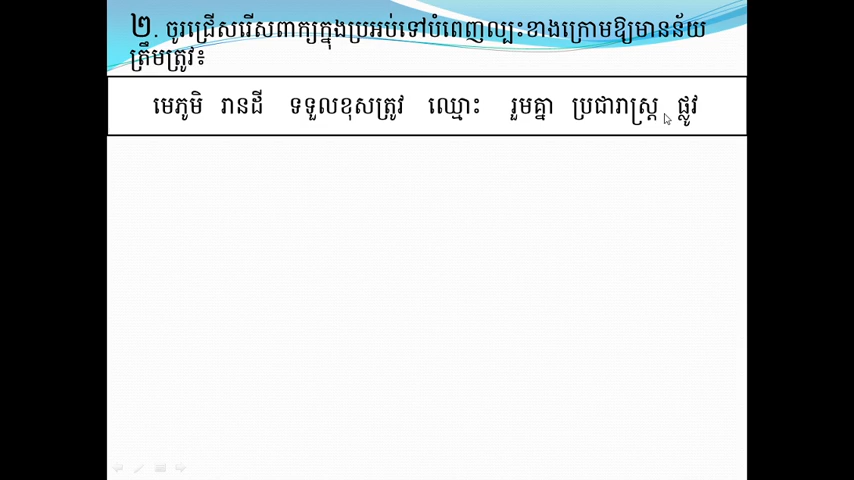 ២. ចូរជ្រើសរើសពាក្យក្នុងប្រអប់ទៅបំពេញល្បះខាងក្រោមឱ្យមានន័យ
ត្រឹមត្រូវ៖
មេភូមិ រានដី ទទួលខុសត្រូវ ឈ្មោះ រួមគ្នា ប្រជារាស្ត្រ ផ្លូវ